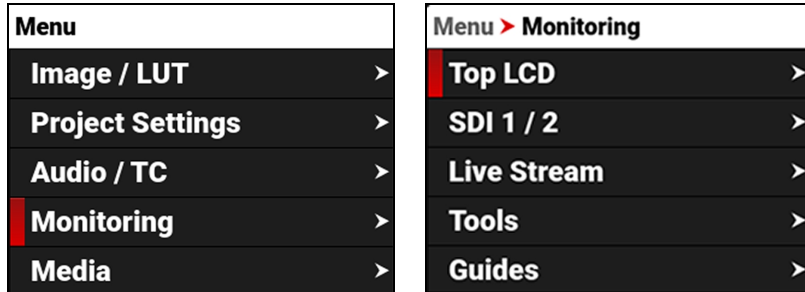 Menu
Image / LUT
Project Settings
Audio / TC
Monitoring
Media
Menu > Monitoring
Top LCD
SDI 1 / 2
Live Stream
Tools
Guides